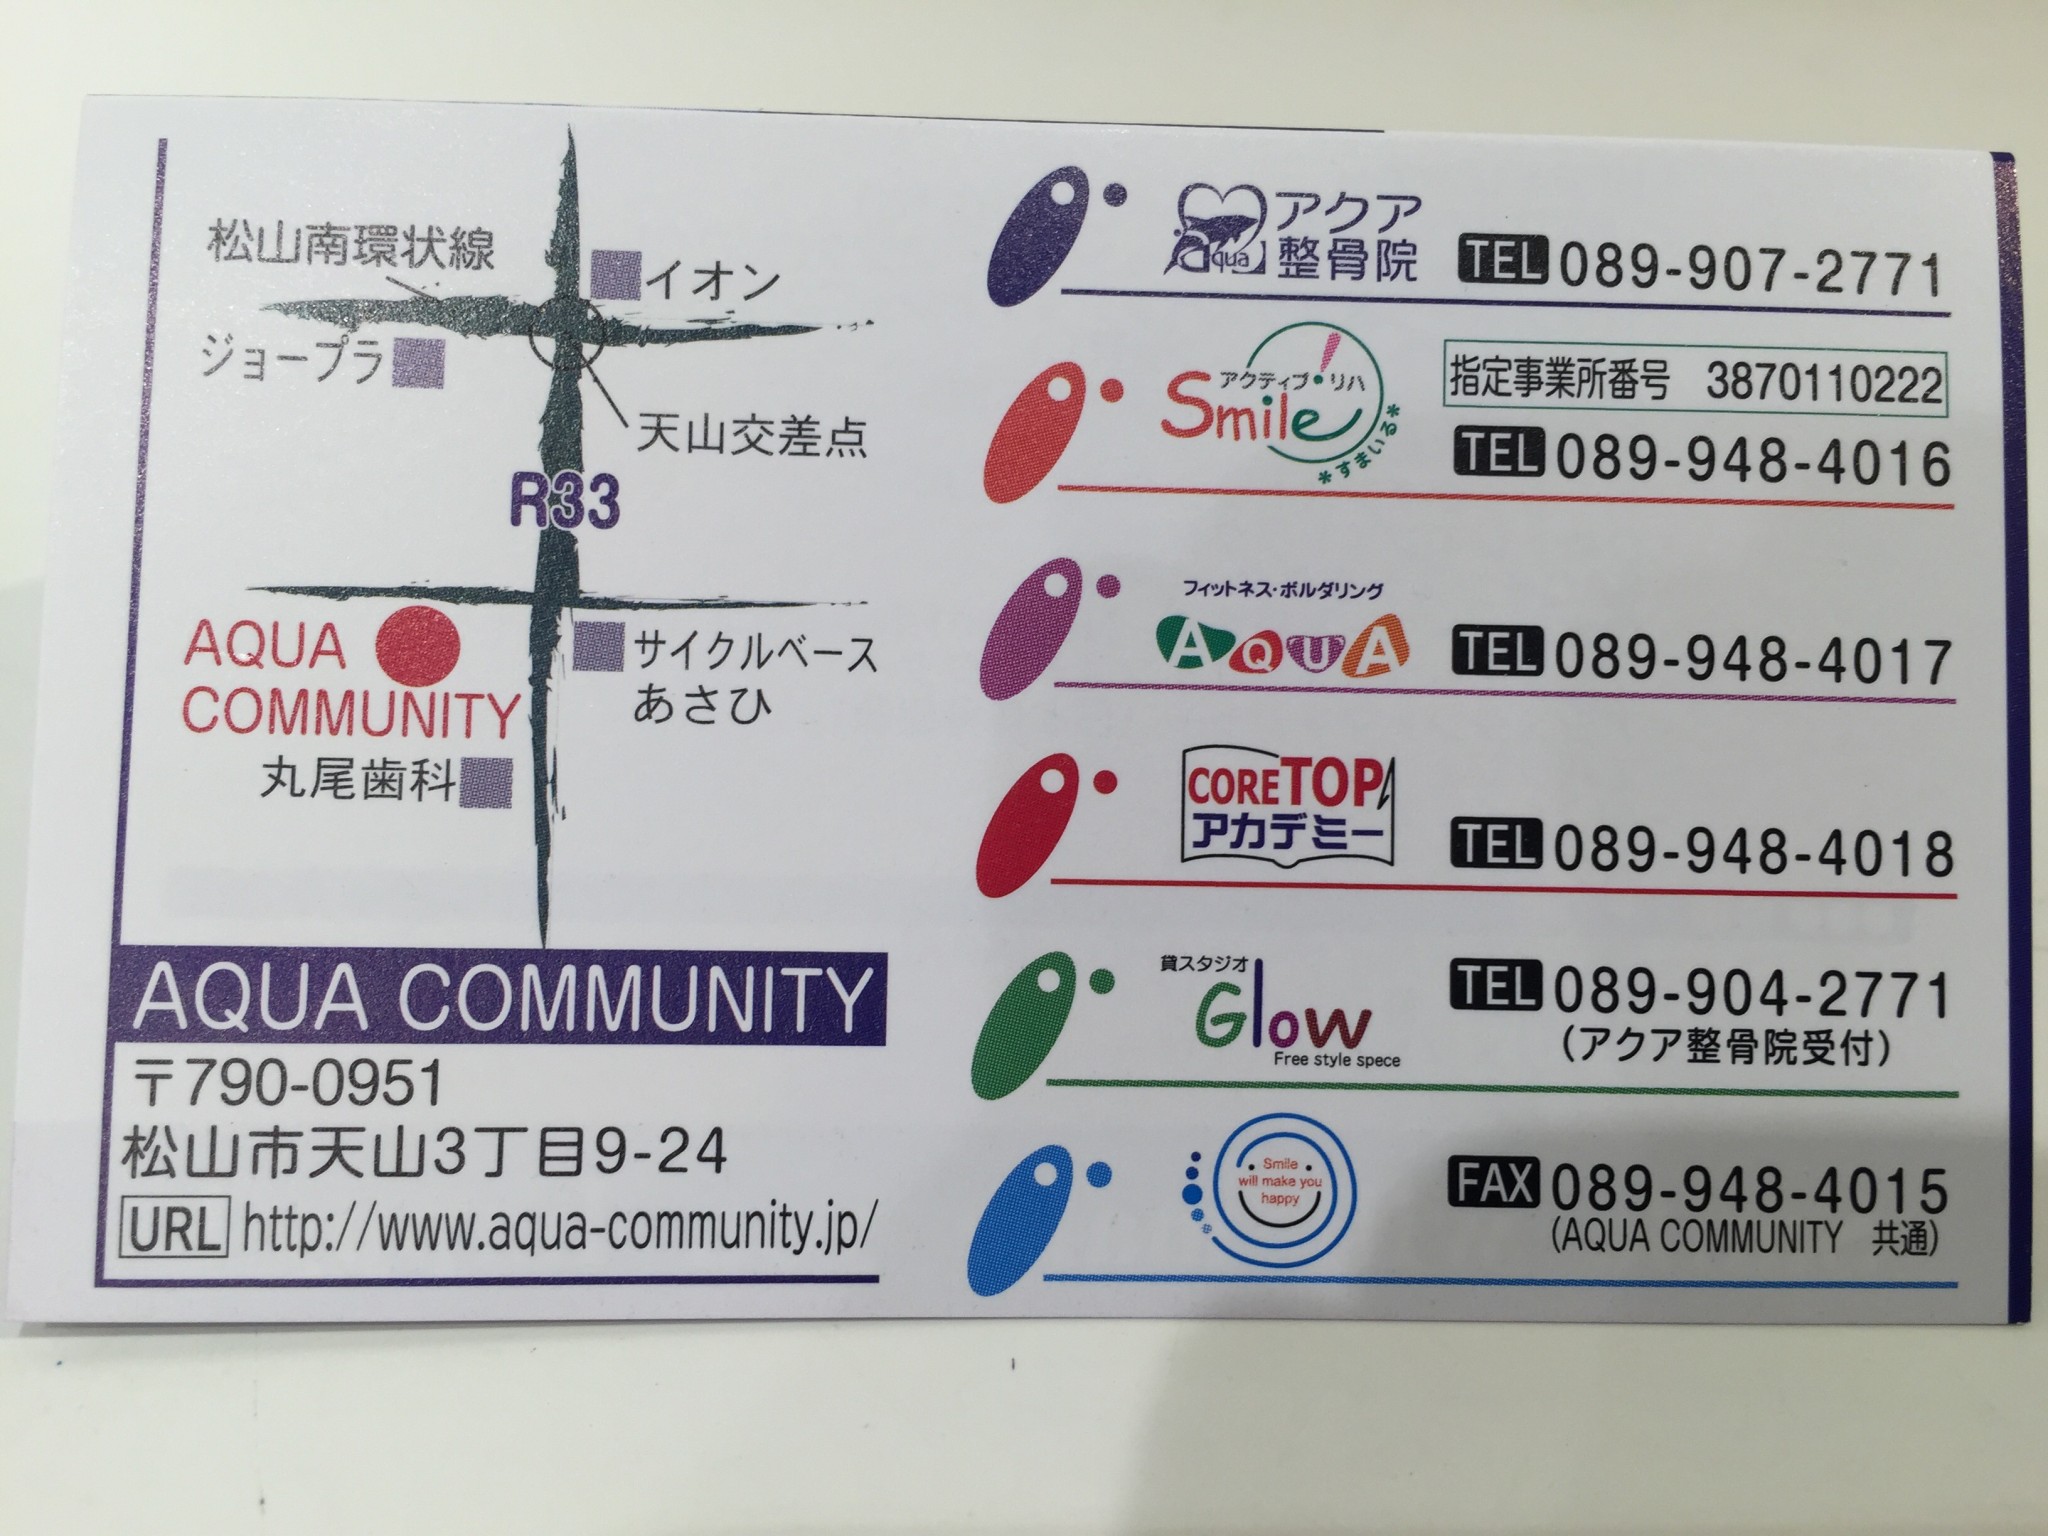 松山南環状線
イオン
ジョープラ
天山交差点
R33
AQUA
COMMUNITY
サイクルベース
あさひ
丸尾歯科
AQUA COMMUNITY
〒790-0951
松山市天山3丁目9-24
URL http://www.aqua-community.jp/
aqua
アクア
整骨院
TEL 089-907-2771
アクティブ!リハ
Smile
*すまいる*
指定事業所番号 3870110222
TEL 089-948-4016
フィットネス・ボルダリング
AQUA
TEL 089-948-4017
CORETOP
アカデミー
TEL 089-948-4018
貸スタジオ
Glow
Free style spece
TEL 089-904-2771
(アクア整骨院受付)
Smile
will make you
happy
FAX 089-948-4015
(AQUA COMMUNITY 共通)